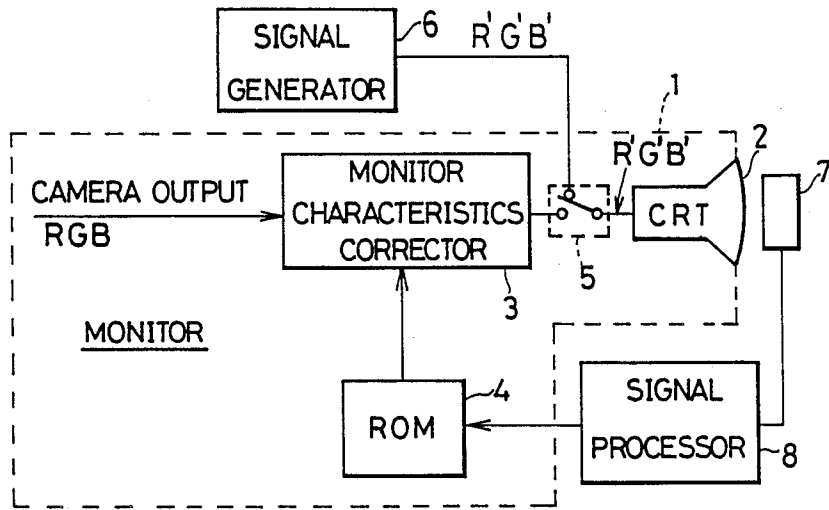 SIGNAL
GENERATOR
6
R'G'B'
1
R'G'B'
2
7
CAMERA OUTPUT
RGB
MONITOR
CHARACTERISTICS
CORRECTOR
3
5
CRT
MONITOR
ROM
4
SIGNAL
PROCESSOR
8